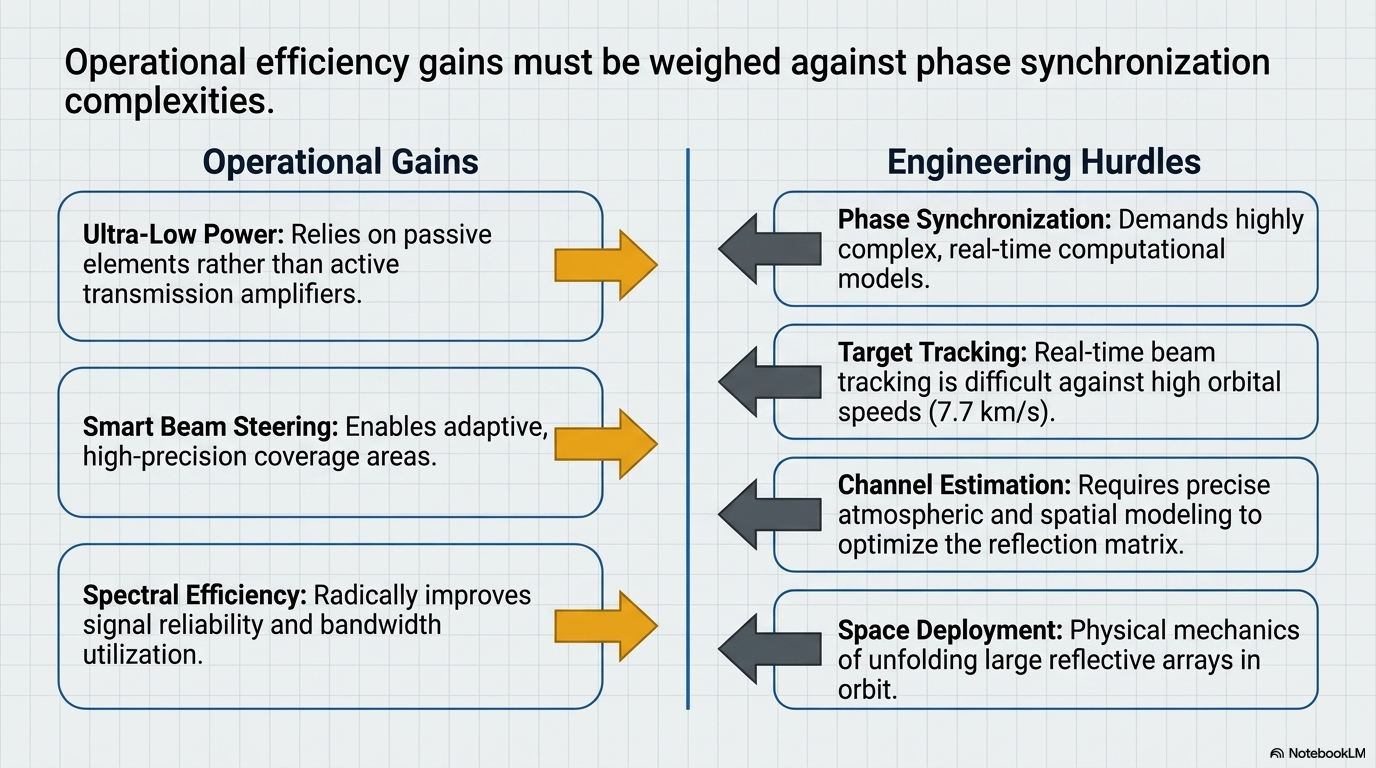 Operational efficiency gains must be weighed against phase synchronization
complexities.
Operational Gains
Ultra-Low Power: Relies on passive
elements rather than active
transmission amplifiers.
Smart Beam Steering: Enables adaptive,
high-precision coverage areas.
Spectral Efficiency: Radically improves
signal reliability and bandwidth
utilization.
Engineering Hurdles
Phase Synchronization: Demands highly
complex, real-time computational
models.
Target Tracking: Real-time beam
tracking is difficult against high orbital
speeds (7.7 km/s).
Channel Estimation: Requires precise
atmospheric and spatial modeling to
optimize the reflection matrix.
Space Deployment: Physical mechanics
of unfolding large reflective arrays in
orbit.
NotebookLM